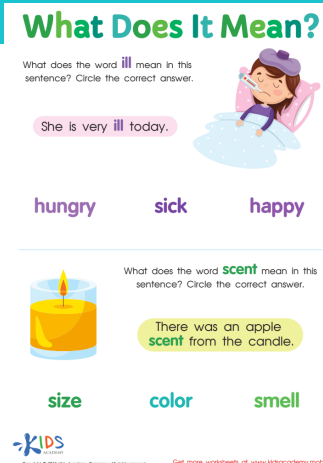 What Does It Mean?
What does the word ill mean in this
sentence? Circle the correct answer.
She is very ill today.
hungry sick happy
What does the word scent mean in this
sentence? Circle the correct answer.
There was an apple
scent from the candle.
size color smell
KIDS
ACADEMY
Get more worksheets at www.kidsacademy.mobi